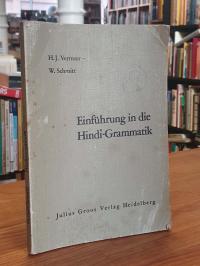 H. J. Vermeer –
W. Schmitt
Einführung in die
Hindi-Grammatik
Julius Groos Verlag Heidelberg